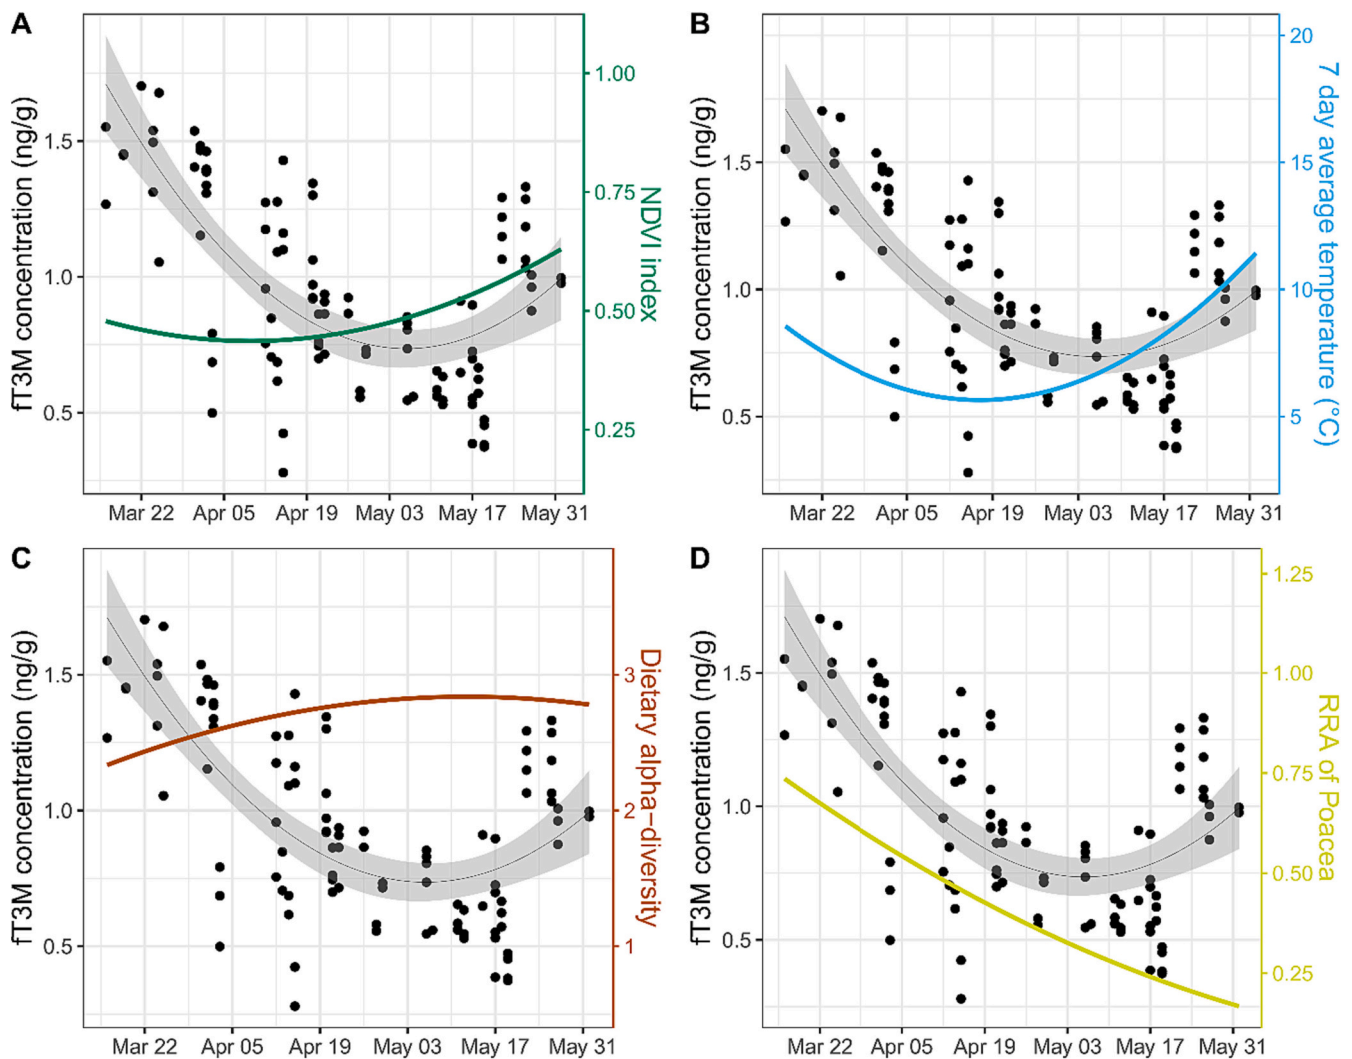 A
fT3M concentration (ng/g)
1.5
1.0
0.5
1.00
0.75
0.50
0.25
NDVI index
Mar 22 Apr 05 Apr 19 May 03 May 17 May 31
B
fT3M concentration (ng/g)
1.5
1.0
0.5
20
15
10
5
7 day average temperature (°C)
Mar 22 Apr 05 Apr 19 May 03 May 17 May 31
C
fT3M concentration (ng/g)
1.5
1.0
0.5
3
2
1
Dietary alpha−diversity
Mar 22 Apr 05 Apr 19 May 03 May 17 May 31
D
fT3M concentration (ng/g)
1.5
1.0
0.5
1.25
1.00
0.75
0.50
0.25
RRA of Poacea
Mar 22 Apr 05 Apr 19 May 03 May 17 May 31